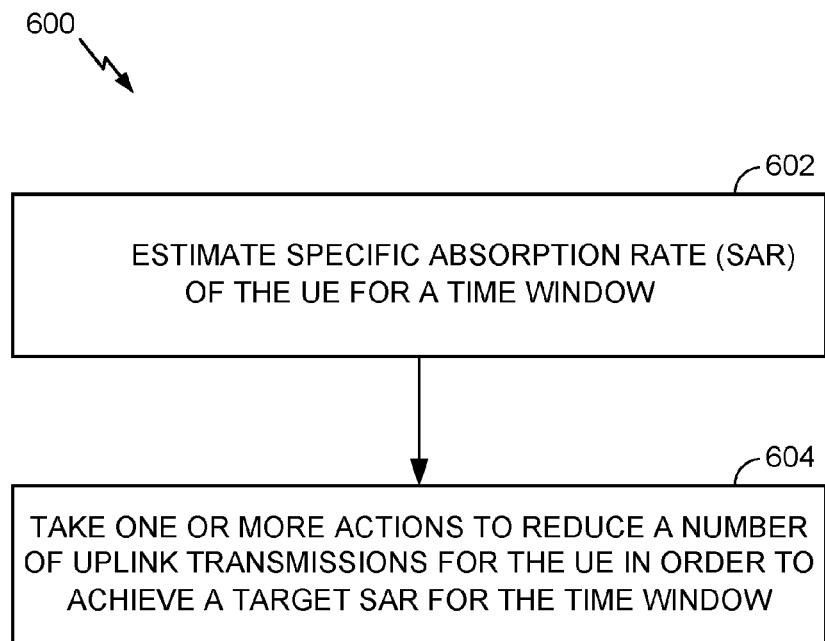 600
602
ESTIMATE SPECIFIC ABSORPTION RATE (SAR)
OF THE UE FOR A TIME WINDOW
604
TAKE ONE OR MORE ACTIONS TO REDUCE A NUMBER
OF UPLINK TRANSMISSIONS FOR THE UE IN ORDER TO
ACHIEVE A TARGET SAR FOR THE TIME WINDOW